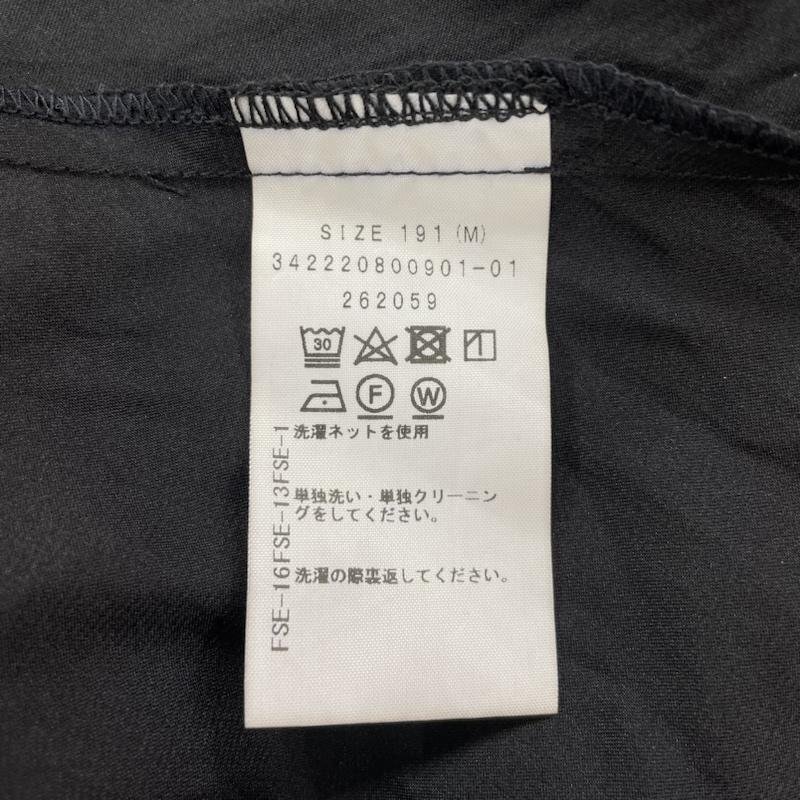 SIZE 191 (M)
342220800901-01
262059
30
F
W
洗濯ネットを使用
単独洗い・単独クリーニン
グをしてください。
洗濯の際裏返してください。
FSE-16FSE-13FSE-1